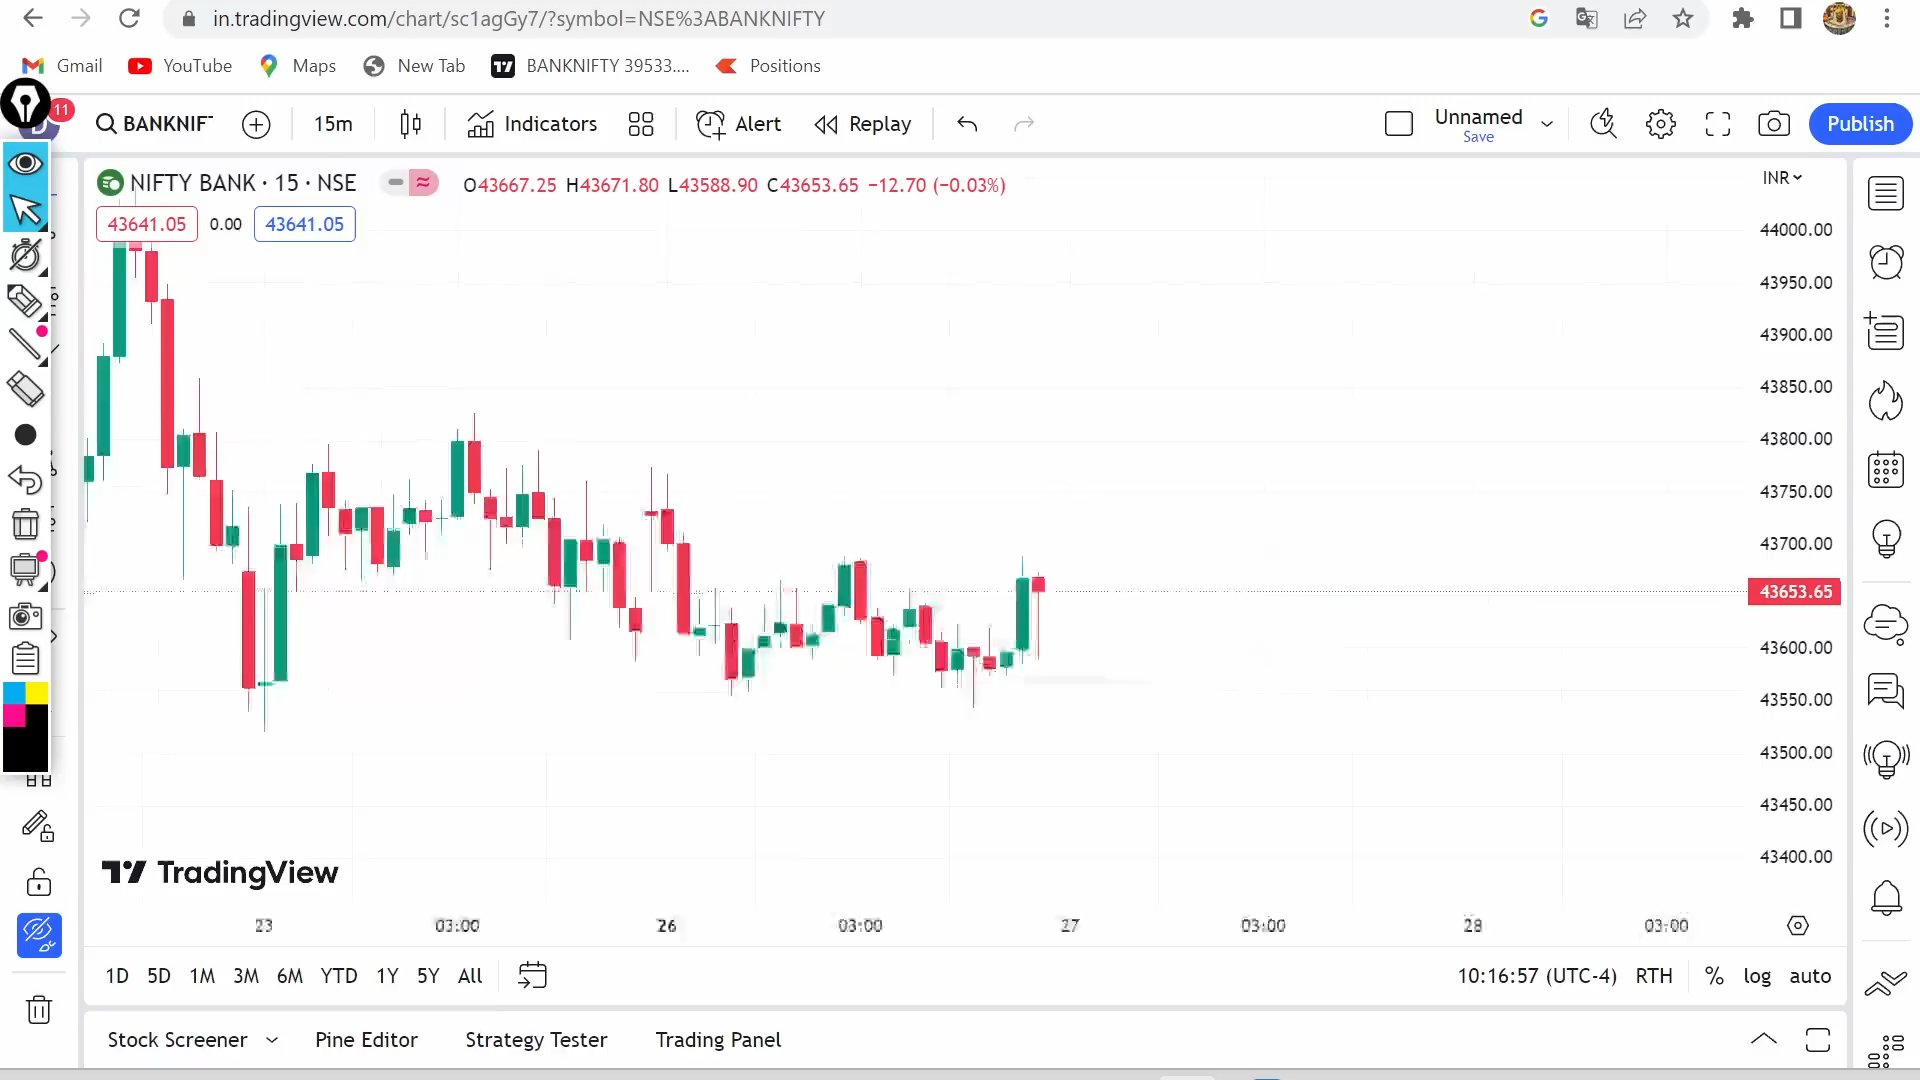 in.tradingview.com/chart/sc1agGy7/?symbol=NSE%3ABANKNIFTY
Gmail YouTube Maps New Tab BANKNIFTY 39533.... Positions
11 BANKNIF 15m Indicators Alert Replay Unnamed Save Publish
NIFTY BANK · 15 · NSE O43667.25 H43671.80 L43588.90 C43653.65 −12.70 (−0.03%) INR
43641.05 0.00 43641.05
44000.00
43950.00
43900.00
43850.00
43800.00
43750.00
43700.00
43653.65
43600.00
43550.00
43500.00
43450.00
43400.00
TradingView
23 03:00 26 03:00 27 03:00 28 03:00
1D 5D 1M 3M 6M YTD 1Y 5Y All 10:16:57 (UTC-4) RTH % log auto
Stock Screener Pine Editor Strategy Tester Trading Panel